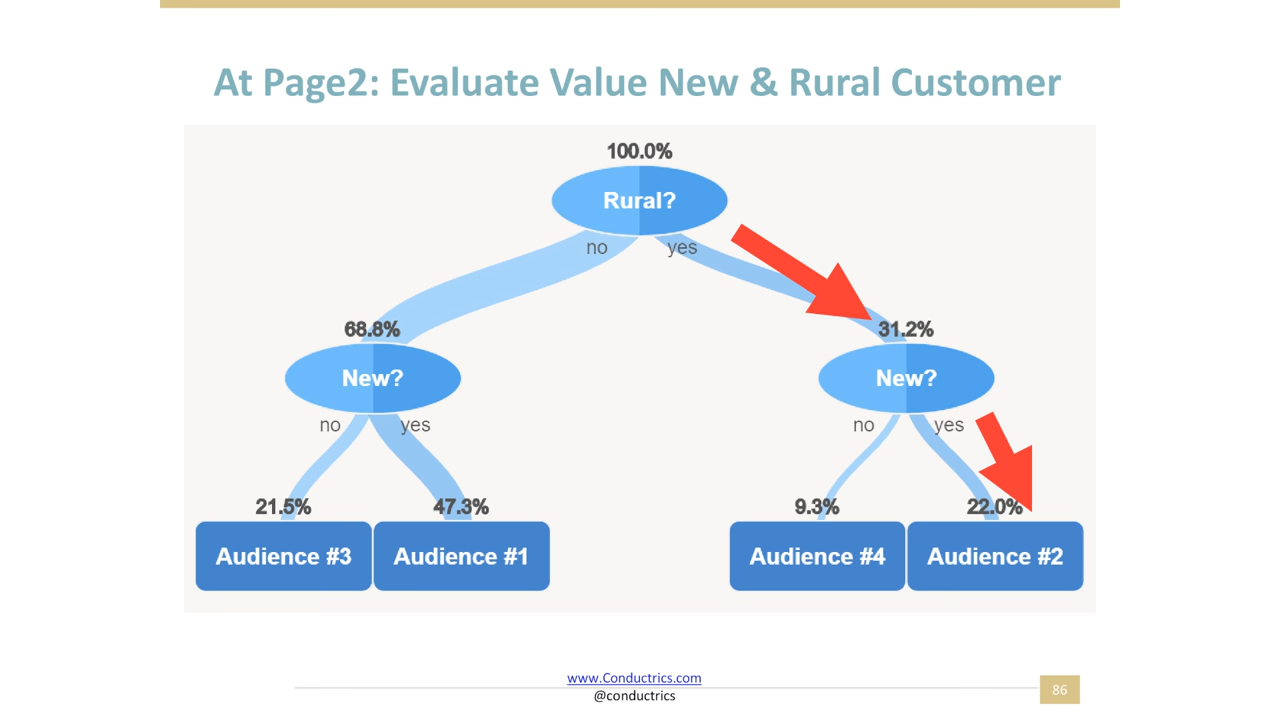 At Page2: Evaluate Value New & Rural Customer
100.0%
Rural?
no yes
68.8% 31.2%
New? New?
no yes no yes
21.5% 47.3% 9.3% 22.0%
Audience #3 Audience #1 Audience #4 Audience #2
www.Conductrics.com
@conductrics
86